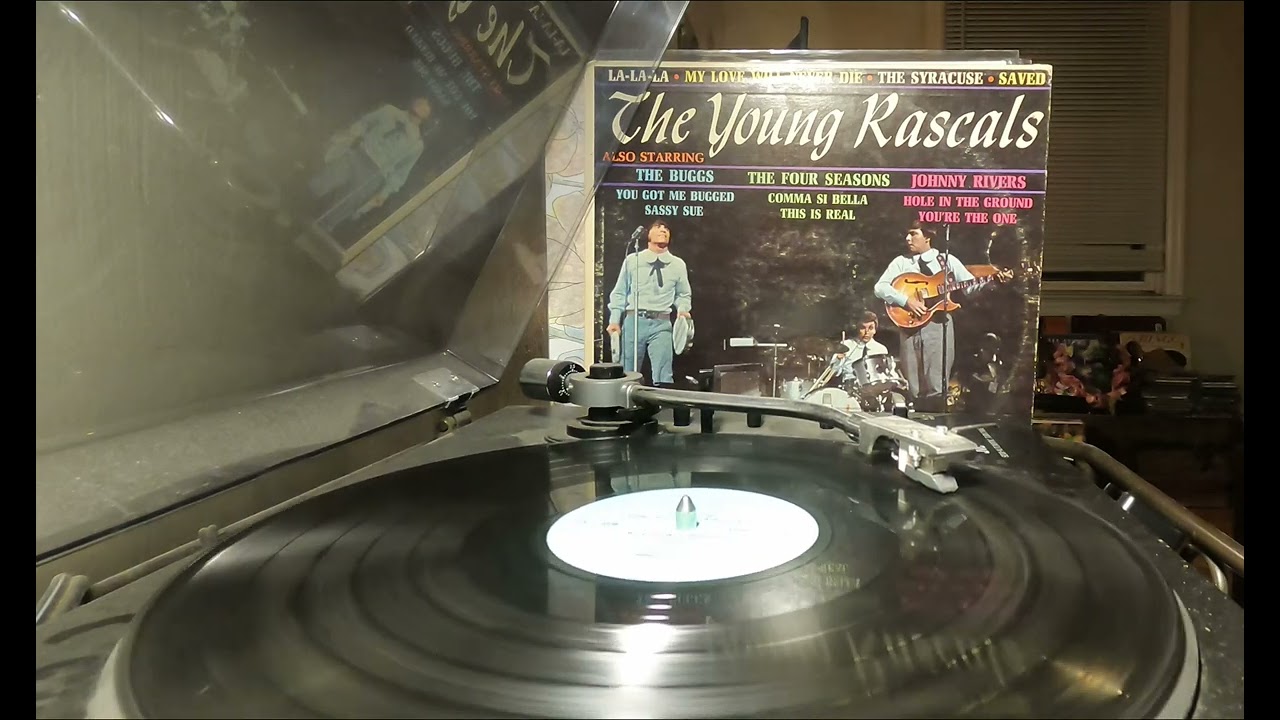 LA-LA-LA • MY LOVE WILL NEVER DIE • THE SYRACUSE • SAVED
The Young Rascals
ALSO STARRING
THE BUGGS THE FOUR SEASONS JOHNNY RIVERS
YOU GOT ME BUGGED COMMA SI BELLA HOLE IN THE GROUND
SASSY SUE THIS IS REAL YOU'RE THE ONE